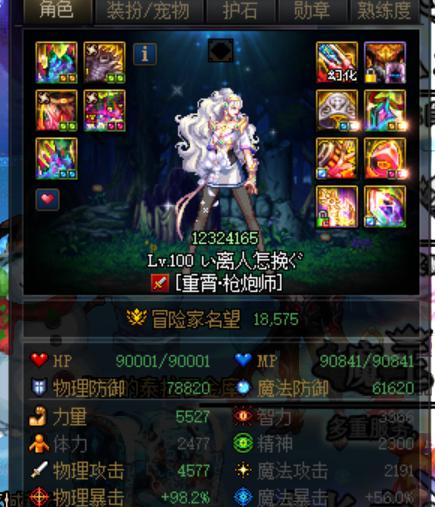 角色 装扮/宠物 护石 勋章 熟练度
幻化
12324165
Lv.100 い离人怎挽ぐ
[重霄·枪炮师]
冒险家名望 18,575
HP 90001/90001 MP 90841/90841
物理防御 78820 魔法防御 61620
力量 5527 智力 3366
体力 2477 精神 2300
物理攻击 4577 魔法攻击 2191
物理暴击 +98.2% 魔法暴击 +56.0%